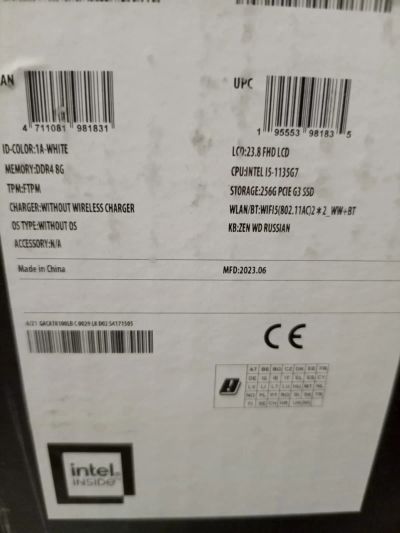 AN
4 711081 981831
UPC
1 95553 98183 5
ID-COLOR:1A-WHITE
MEMORY:DDR4 8G
TPM:FTPM
CHARGER:WITHOUT WIRELESS CHARGER
OS TYPE:WITHOUT OS
ACCESSORY:N/A
LCD:23.8 FHD LCD
CPU:INTEL I5-1135G7
STORAGE:256G PCIE G3 SSD
WLAN/BT:WIFI5(802.11AC)2*2_WW+BT
KB:ZEN WD RUSSIAN
Made in China
MFD:2023.06
CE
intel.
INSIDE